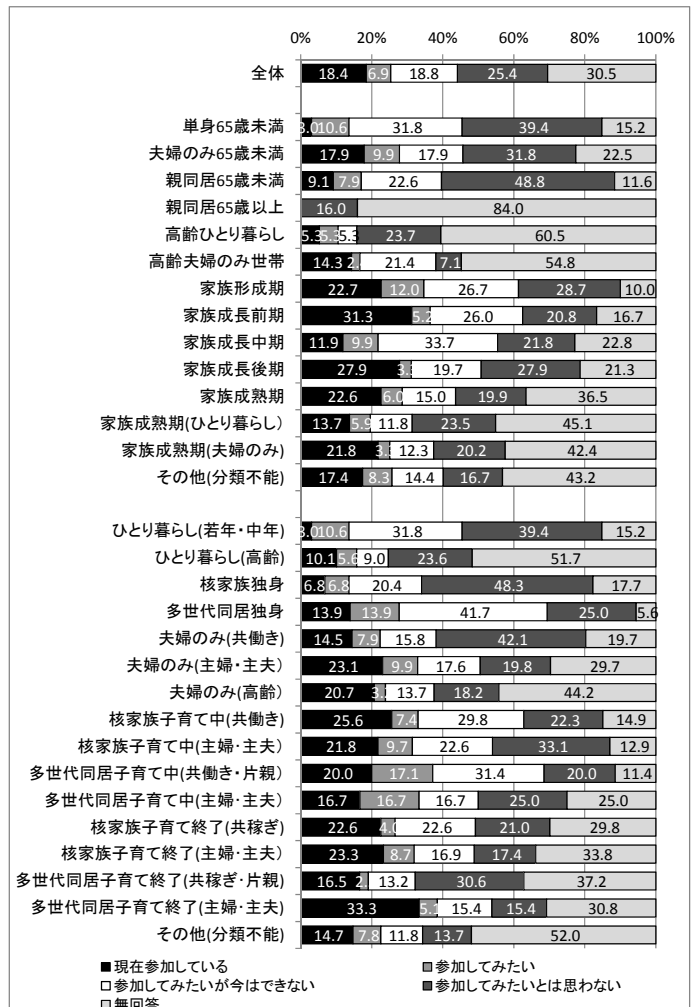 0% 20% 40% 60% 80% 100%
全体 18.4 6.9 18.8 25.4 30.5
単身65歳未満 3.0 10.6 31.8 39.4 15.2
夫婦のみ65歳未満 17.9 9.9 17.9 31.8 22.5
親同居65歳未満 9.1 7.9 22.6 48.8 11.6
親同居65歳以上 16.0 84.0
高齢ひとり暮らし 5.3 5.3 5.3 23.7 60.5
高齢夫婦のみ世帯 14.3 21.4 7.1 54.8
家族形成期 22.7 12.0 26.7 28.7 10.0
家族成長前期 31.3 5.2 26.0 20.8 16.7
家族成長中期 11.9 9.9 33.7 21.8 22.8
家族成長後期 27.9 3.3 19.7 27.9 21.3
家族成熟期 22.6 6.0 15.0 19.9 36.5
家族成熟期(ひとり暮らし) 13.7 5.9 11.8 23.5 45.1
家族成熟期(夫婦のみ) 21.8 12.3 20.2 42.4
その他(分類不能) 17.4 8.3 14.4 16.7 43.2
ひとり暮らし(若年・中年) 3.0 10.6 31.8 39.4 15.2
ひとり暮らし(高齢) 10.1 5.6 9.0 23.6 51.7
核家族独身 6.8 6.8 20.4 48.3 17.7
多世代同居独身 13.9 13.9 41.7 25.0 5.6
夫婦のみ(共働き) 14.5 7.9 15.8 42.1 19.7
夫婦のみ(主婦・主夫) 23.1 9.9 17.6 19.8 29.7
夫婦のみ(高齢) 20.7 13.7 18.2 44.2
核家族子育て中(共働き) 25.6 7.4 29.8 22.3 14.9
核家族子育て中(主婦・主夫) 21.8 9.7 22.6 33.1 12.9
多世代同居子育て中(共働き・片親) 20.0 17.1 31.4 20.0 11.4
多世代同居子育て中(主婦・主夫) 16.7 16.7 16.7 25.0 25.0
核家族子育て終了(共稼ぎ) 22.6 4.0 22.6 21.0 29.8
核家族子育て終了(主婦・主夫) 23.3 8.7 16.9 17.4 33.8
多世代同居子育て終了(共稼ぎ・片親) 16.5 13.2 30.6 37.2
多世代同居子育て終了(主婦・主夫) 33.3 5.1 15.4 15.4 30.8
その他(分類不能) 14.7 7.8 11.8 13.7 52.0
現在参加している 参加してみたい
参加してみたいが今はできない 参加してみたいとは思わない
無回答